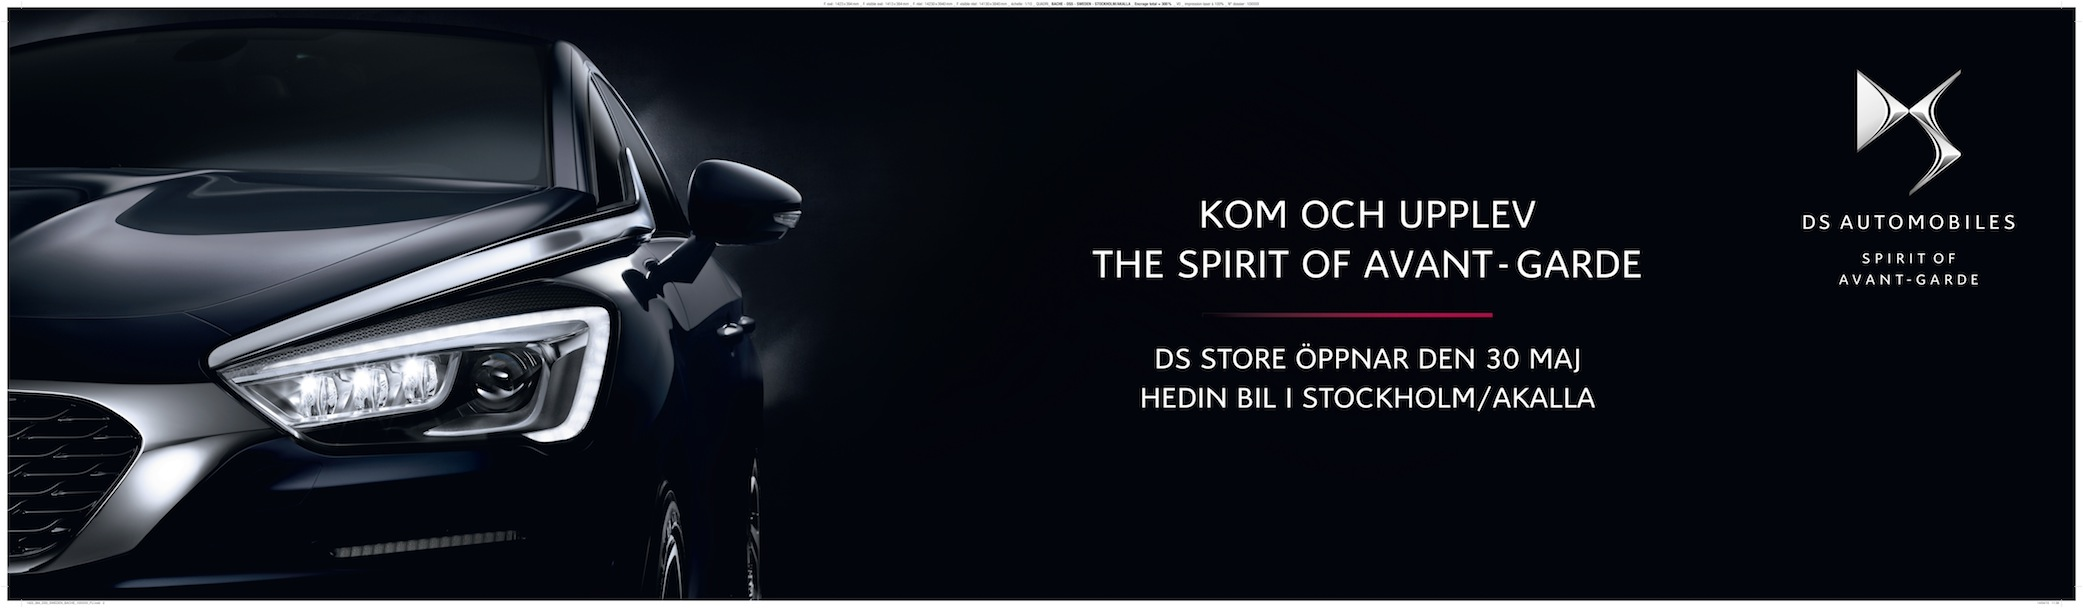 KOM OCH UPPLEV
THE SPIRIT OF AVANT-GARDE
DS STORE ÖPPNAR DEN 30 MAJ
HEDIN BIL I STOCKHOLM/AKALLA
DS AUTOMOBILES
SPIRIT OF
AVANT-GARDE